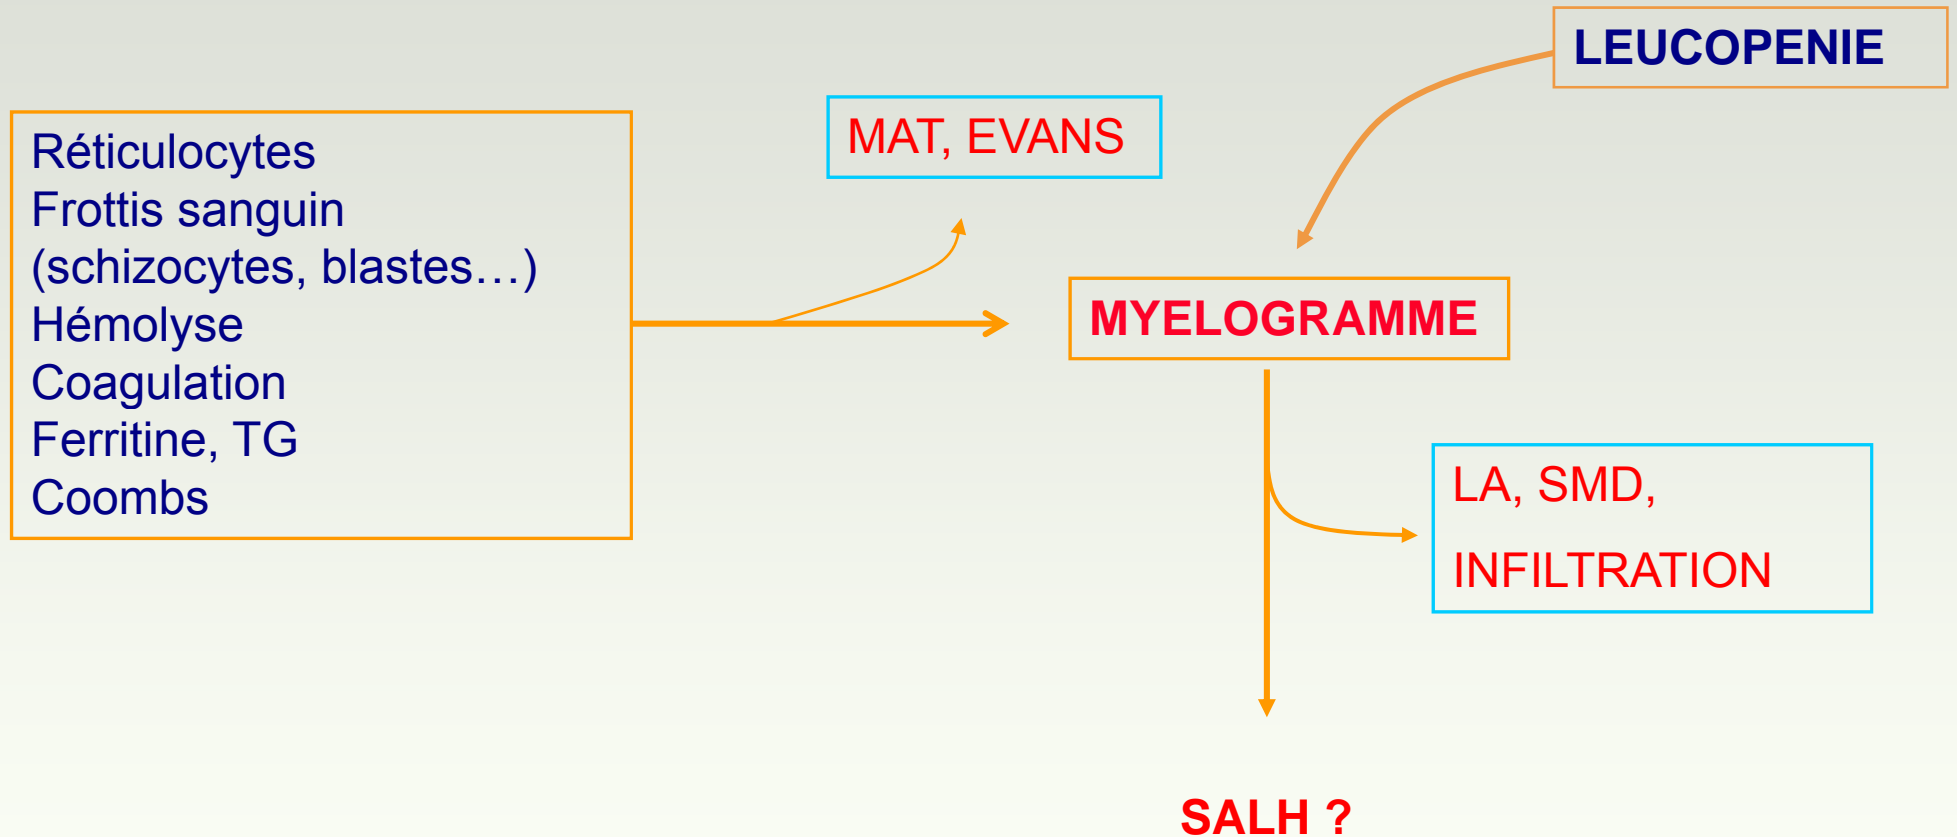 LEUCOPENIE
Réticulocytes
Frottis sanguin
(schizocytes, blastes…)
Hémolyse
Coagulation
Ferritine, TG
Coombs
MAT, EVANS
MYELOGRAMME
LA, SMD,
INFILTRATION
SALH ?